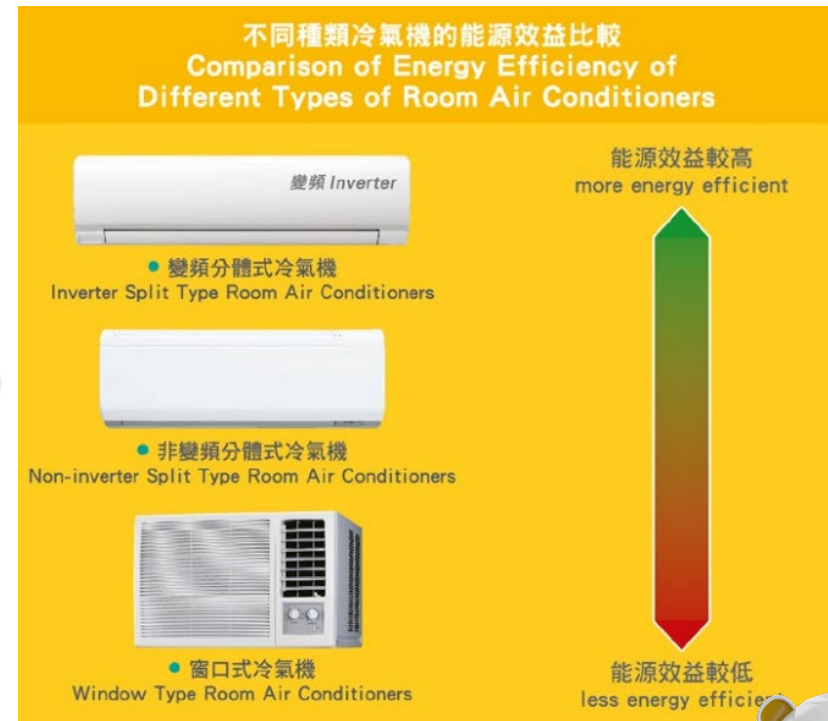 不同種類冷氣機的能源效益比較
Comparison of Energy Efficiency of
Different Types of Room Air Conditioners
變頻 Inverter
變頻分體式冷氣機
Inverter Split Type Room Air Conditioners
非變頻分體式冷氣機
Non-inverter Split Type Room Air Conditioners
窗口式冷氣機
Window Type Room Air Conditioners
能源效益較高
more energy efficient
能源效益較低
less energy efficient